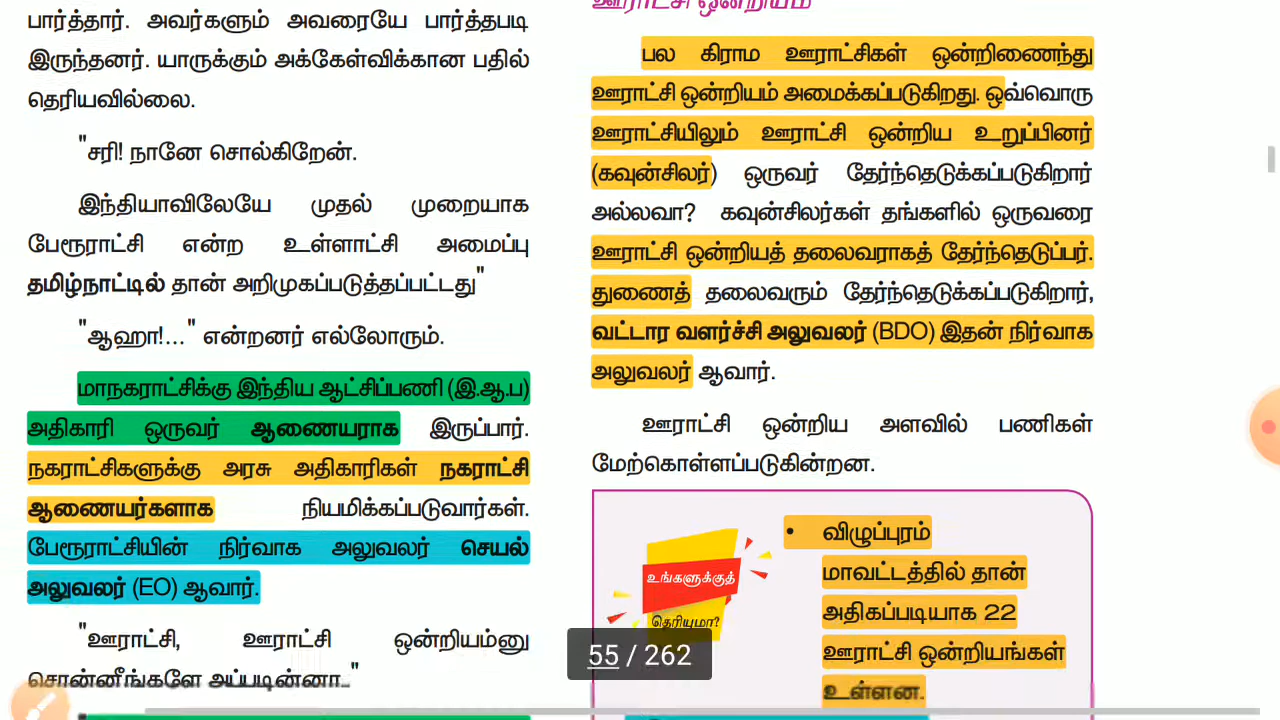 பார்த்தார். அவர்களும் அவரையே பார்த்தபடி
இருந்தனர். யாருக்கும் அக்கேள்விக்கான பதில்
தெரியவில்லை.
"சரி! நானே சொல்கிறேன்.
இந்தியாவிலேயே முதல் முறையாக
பேரூராட்சி என்ற உள்ளாட்சி அமைப்பு
தமிழ்நாட்டில் தான் அறிமுகப்படுத்தப்பட்டது"
"ஆஹா!..." என்றனர் எல்லோரும்.
மாநகராட்சிக்கு இந்திய ஆட்சிப்பணி (இ.ஆ.ப)
அதிகாரி ஒருவர் ஆணையராக இருப்பார்.
நகராட்சிகளுக்கு அரசு அதிகாரிகள் நகராட்சி
ஆணையர்களாக நியமிக்கப்படுவார்கள்.
பேரூராட்சியின் நிர்வாக அலுவலர் செயல்
அலுவலர் (EO) ஆவார்.
"ஊராட்சி, ஊராட்சி ஒன்றியம்னு
சொன்னீங்களே அப்படின்னா..."
ஊராட்சி ஒன்றியம்
பல கிராம ஊராட்சிகள் ஒன்றிணைந்து
ஊராட்சி ஒன்றியம் அமைக்கப்படுகிறது. ஒவ்வொரு
ஊராட்சியிலும் ஊராட்சி ஒன்றிய உறுப்பினர்
(கவுன்சிலர்) ஒருவர் தேர்ந்தெடுக்கப்படுகிறார்
அல்லவா? கவுன்சிலர்கள் தங்களில் ஒருவரை
ஊராட்சி ஒன்றியத் தலைவராகத் தேர்ந்தெடுப்பர்.
துணைத் தலைவரும் தேர்ந்தெடுக்கப்படுகிறார்,
வட்டார வளர்ச்சி அலுவலர் (BDO) இதன் நிர்வாக
அலுவலர் ஆவார்.
ஊராட்சி ஒன்றிய அளவில் பணிகள்
மேற்கொள்ளப்படுகின்றன.
உங்களுக்குத்
தெரியுமா?
• விழுப்புரம்
மாவட்டத்தில் தான்
அதிகப்படியாக 22
ஊராட்சி ஒன்றியங்கள்
உள்ளன.
55 / 262